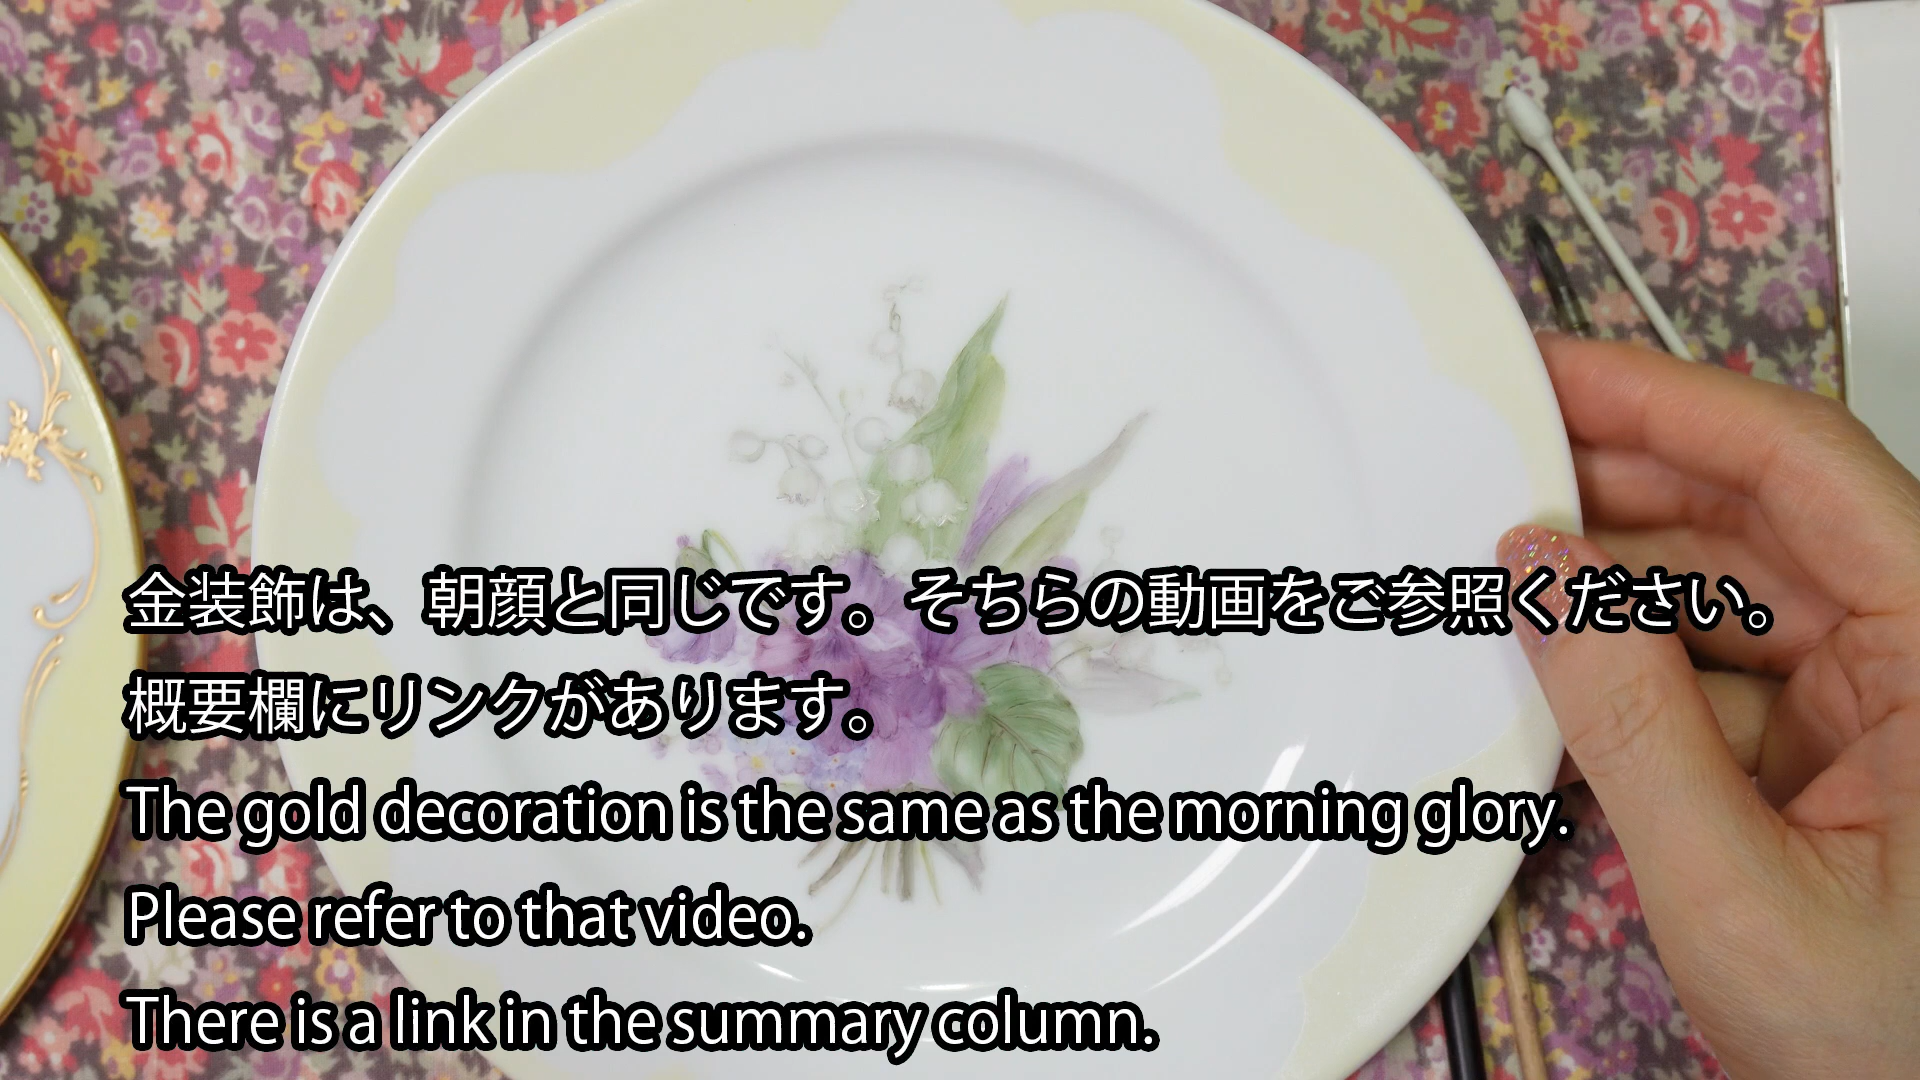 金装飾は、朝顔と同じです。そちらの動画をご参照ください。
概要欄にリンクがあります。
The gold decoration is the same as the morning glory.
Please refer to that video.
There is a link in the summary column.